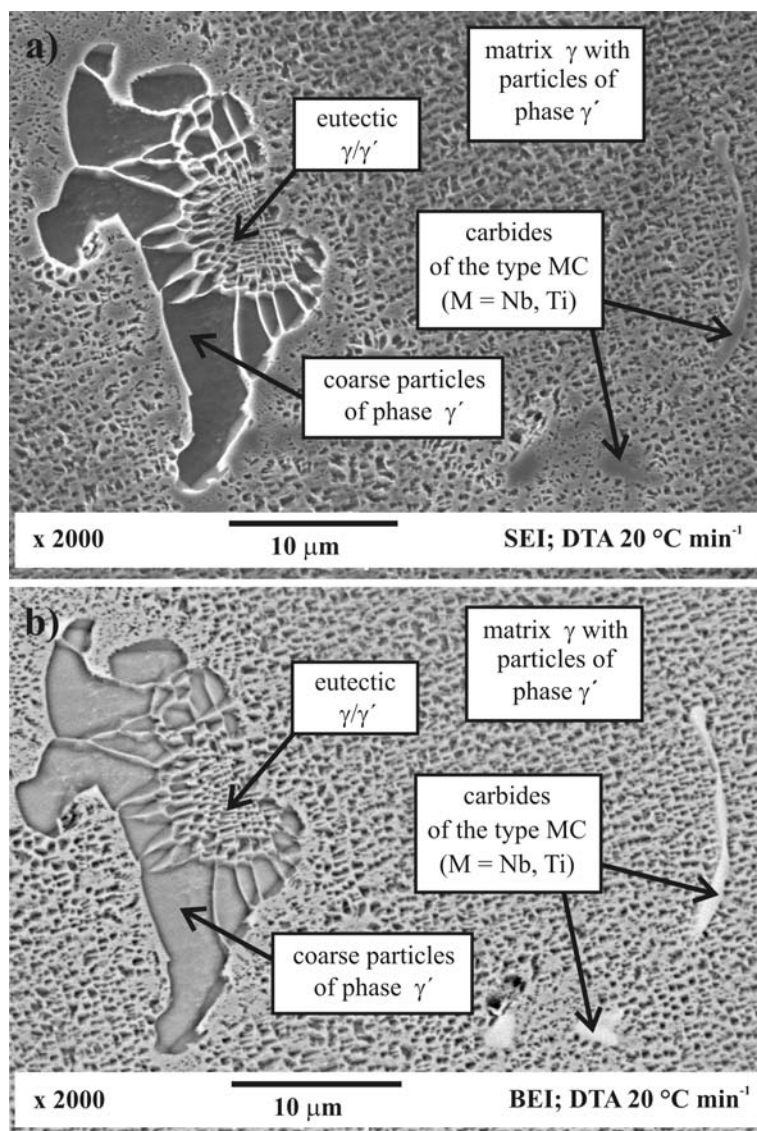 a)
matrix γ with
particles of
phase γ´
eutectic
γ/γ´
carbides
of the type MC
(M = Nb, Ti)
coarse particles
of phase γ´
x 2000
10 μm
SEI; DTA 20 °C min⁻¹
b)
matrix γ with
particles of
phase γ´
eutectic
γ/γ´
carbides
of the type MC
(M = Nb, Ti)
coarse particles
of phase γ´
x 2000
10 μm
BEI; DTA 20 °C min⁻¹